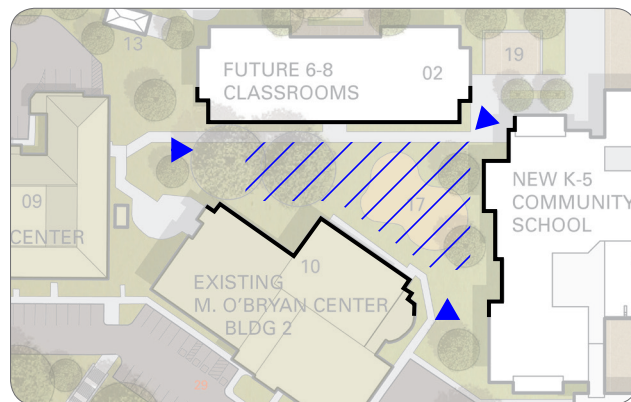 13
FUTURE 6-8
CLASSROOMS
02
19
09
CENTER
17
NEW K-5
COMMUNITY
SCHOOL
10
EXISTING
M. O'BRYAN CENTER
BLDG 2
29